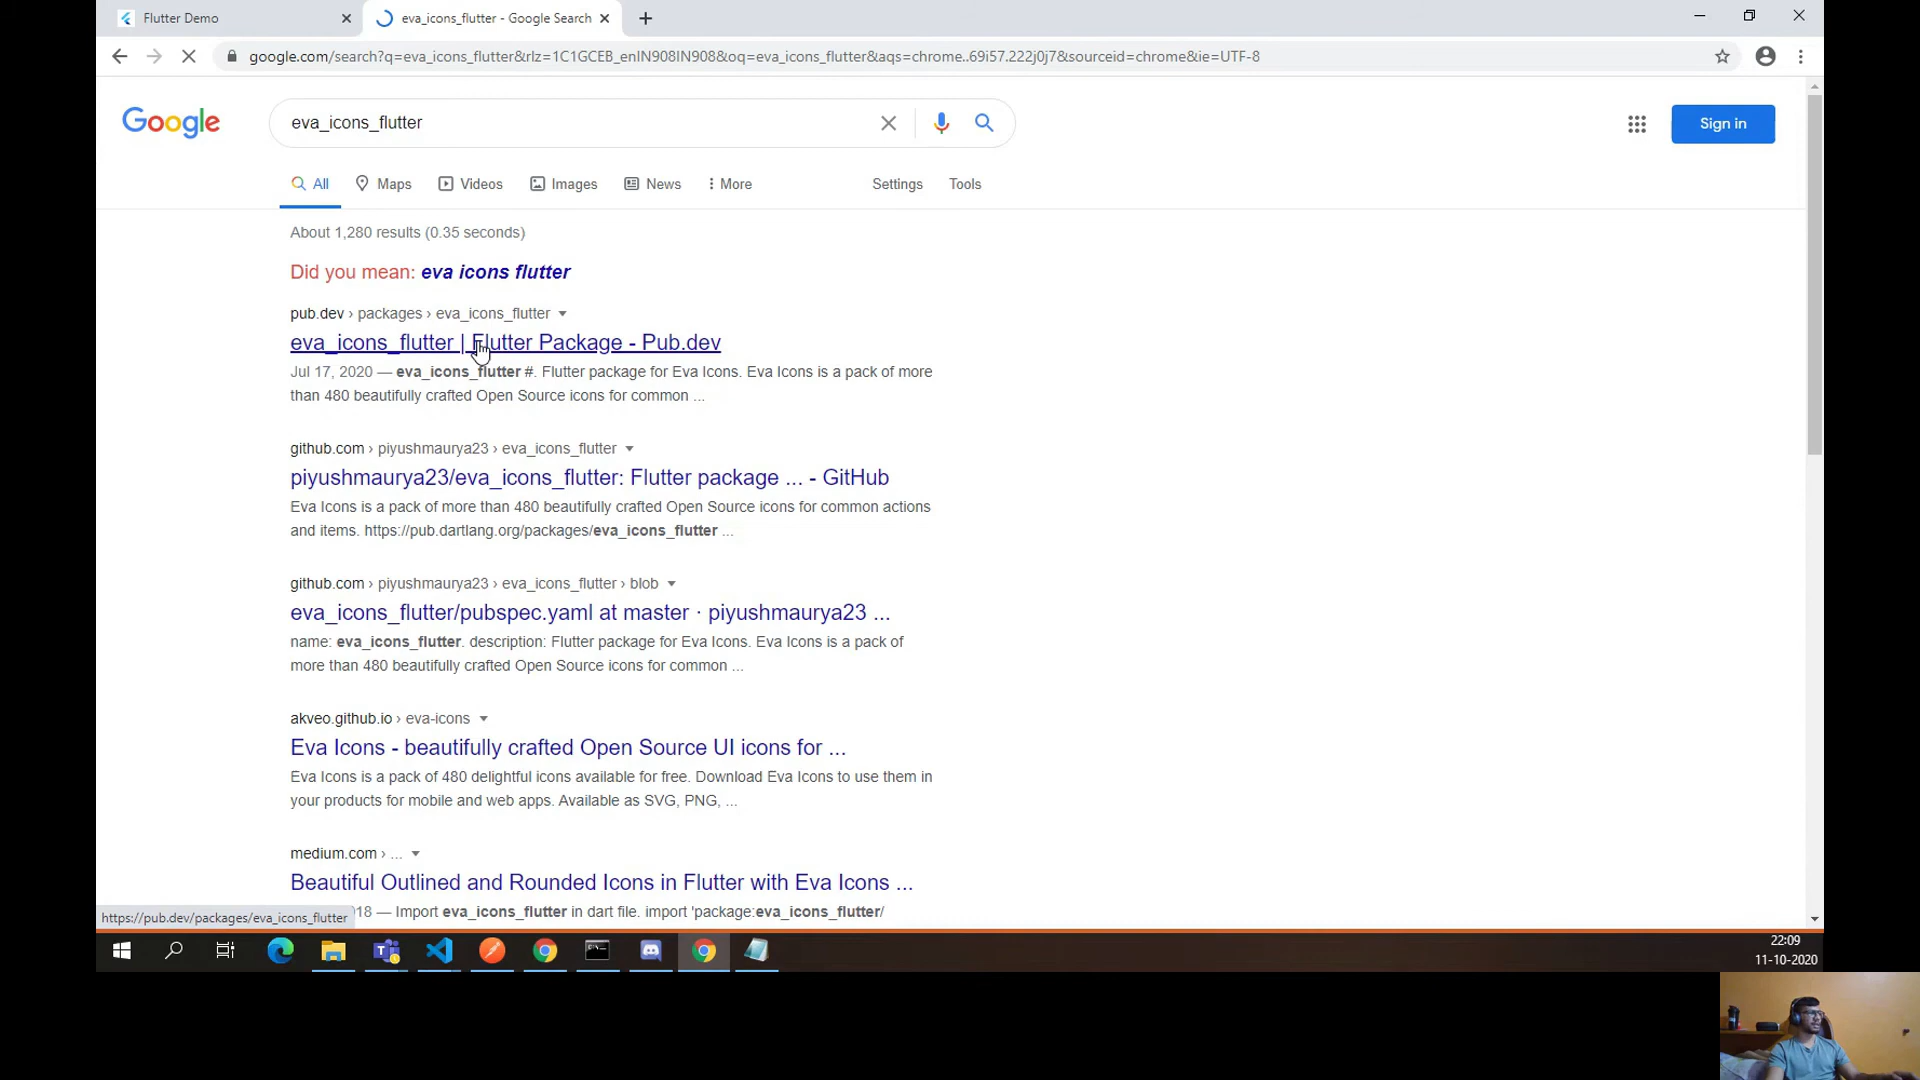 Flutter Demo
eva_icons_flutter - Google Search
google.com/search?q=eva_icons_flutter&rlz=1C1GCEB_enIN908IN908&oq=eva_icons_flutter&aqs=chrome..69i57.222j0j7&sourceid=chrome&ie=UTF-8
Google
eva_icons_flutter
Sign in
All Maps Videos Images News More Settings Tools
About 1,280 results (0.35 seconds)
Did you mean: eva icons flutter
pub.dev › packages › eva_icons_flutter
eva_icons_flutter | Flutter Package - Pub.dev
Jul 17, 2020 — eva_icons_flutter #. Flutter package for Eva Icons. Eva Icons is a pack of more
than 480 beautifully crafted Open Source icons for common ...
github.com › piyushmaurya23 › eva_icons_flutter
piyushmaurya23/eva_icons_flutter: Flutter package ... - GitHub
Eva Icons is a pack of more than 480 beautifully crafted Open Source icons for common actions
and items. https://pub.dartlang.org/packages/eva_icons_flutter ...
github.com › piyushmaurya23 › eva_icons_flutter › blob
eva_icons_flutter/pubspec.yaml at master · piyushmaurya23 ...
name: eva_icons_flutter. description: Flutter package for Eva Icons. Eva Icons is a pack of
more than 480 beautifully crafted Open Source icons for common ...
akveo.github.io › eva-icons
Eva Icons - beautifully crafted Open Source UI icons for ...
Eva Icons is a pack of 480 delightful icons available for free. Download Eva Icons to use them in
your products for mobile and web apps. Available as SVG, PNG, ...
medium.com › ...
Beautiful Outlined and Rounded Icons in Flutter with Eva Icons ...
18 — Import eva_icons_flutter in dart file. import 'package:eva_icons_flutter/
https://pub.dev/packages/eva_icons_flutter
22:09
11-10-2020